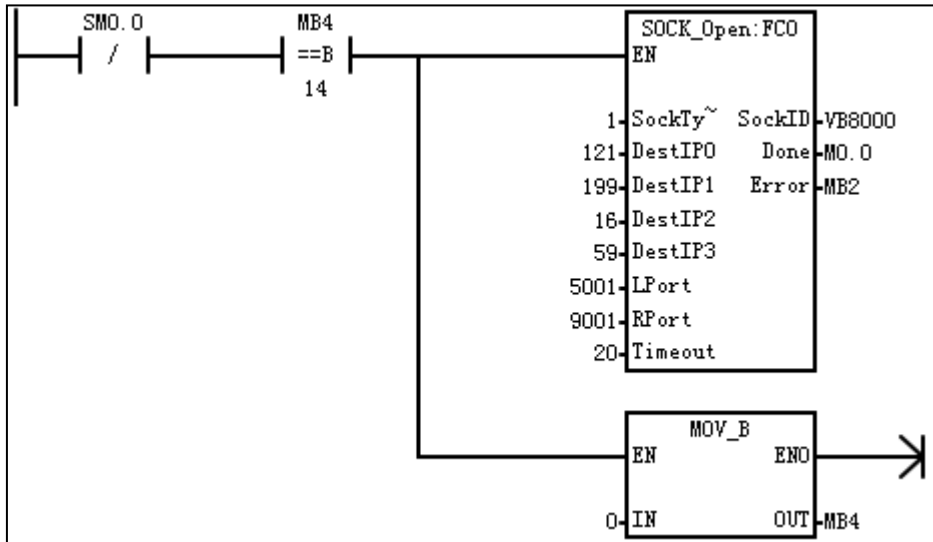 SM0.0 MB4 SOCK_Open:FC0
/ ==B EN
14
1 SockTy~ SockID VB8000
121 DestIP0 Done M0.0
199 DestIP1 Error MB2
16 DestIP2
59 DestIP3
5001 LPort
9001 RPort
20 Timeout
MOV_B
EN ENO
0 IN OUT MB4